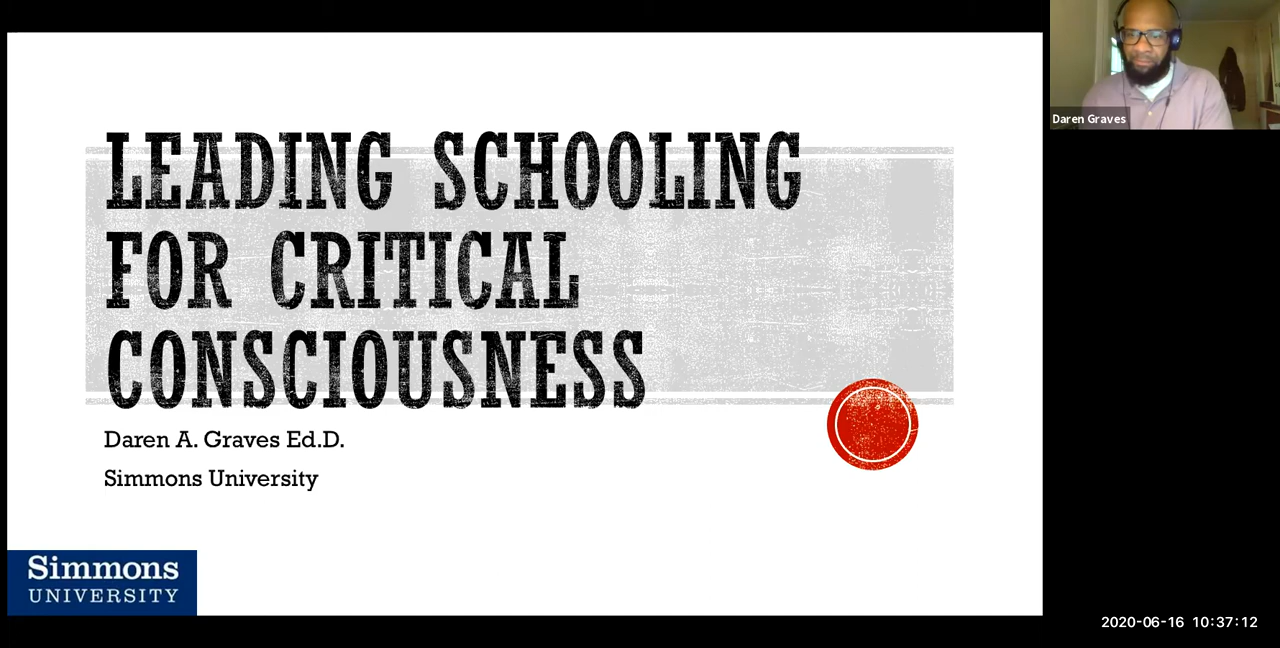 LEADING SCHOOLING
FOR CRITICAL
CONSCIOUSNESS
Daren A. Graves Ed.D.
Simmons University
Simmons
UNIVERSITY
Daren Graves
2020-06-16 10:37:12